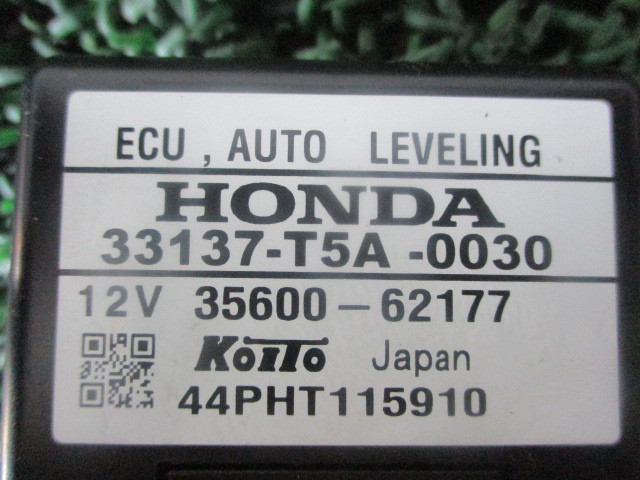 ECU , AUTO LEVELING
HONDA
33137-T5A -0030
12V 35600-62177
KOITO Japan
44PHT115910